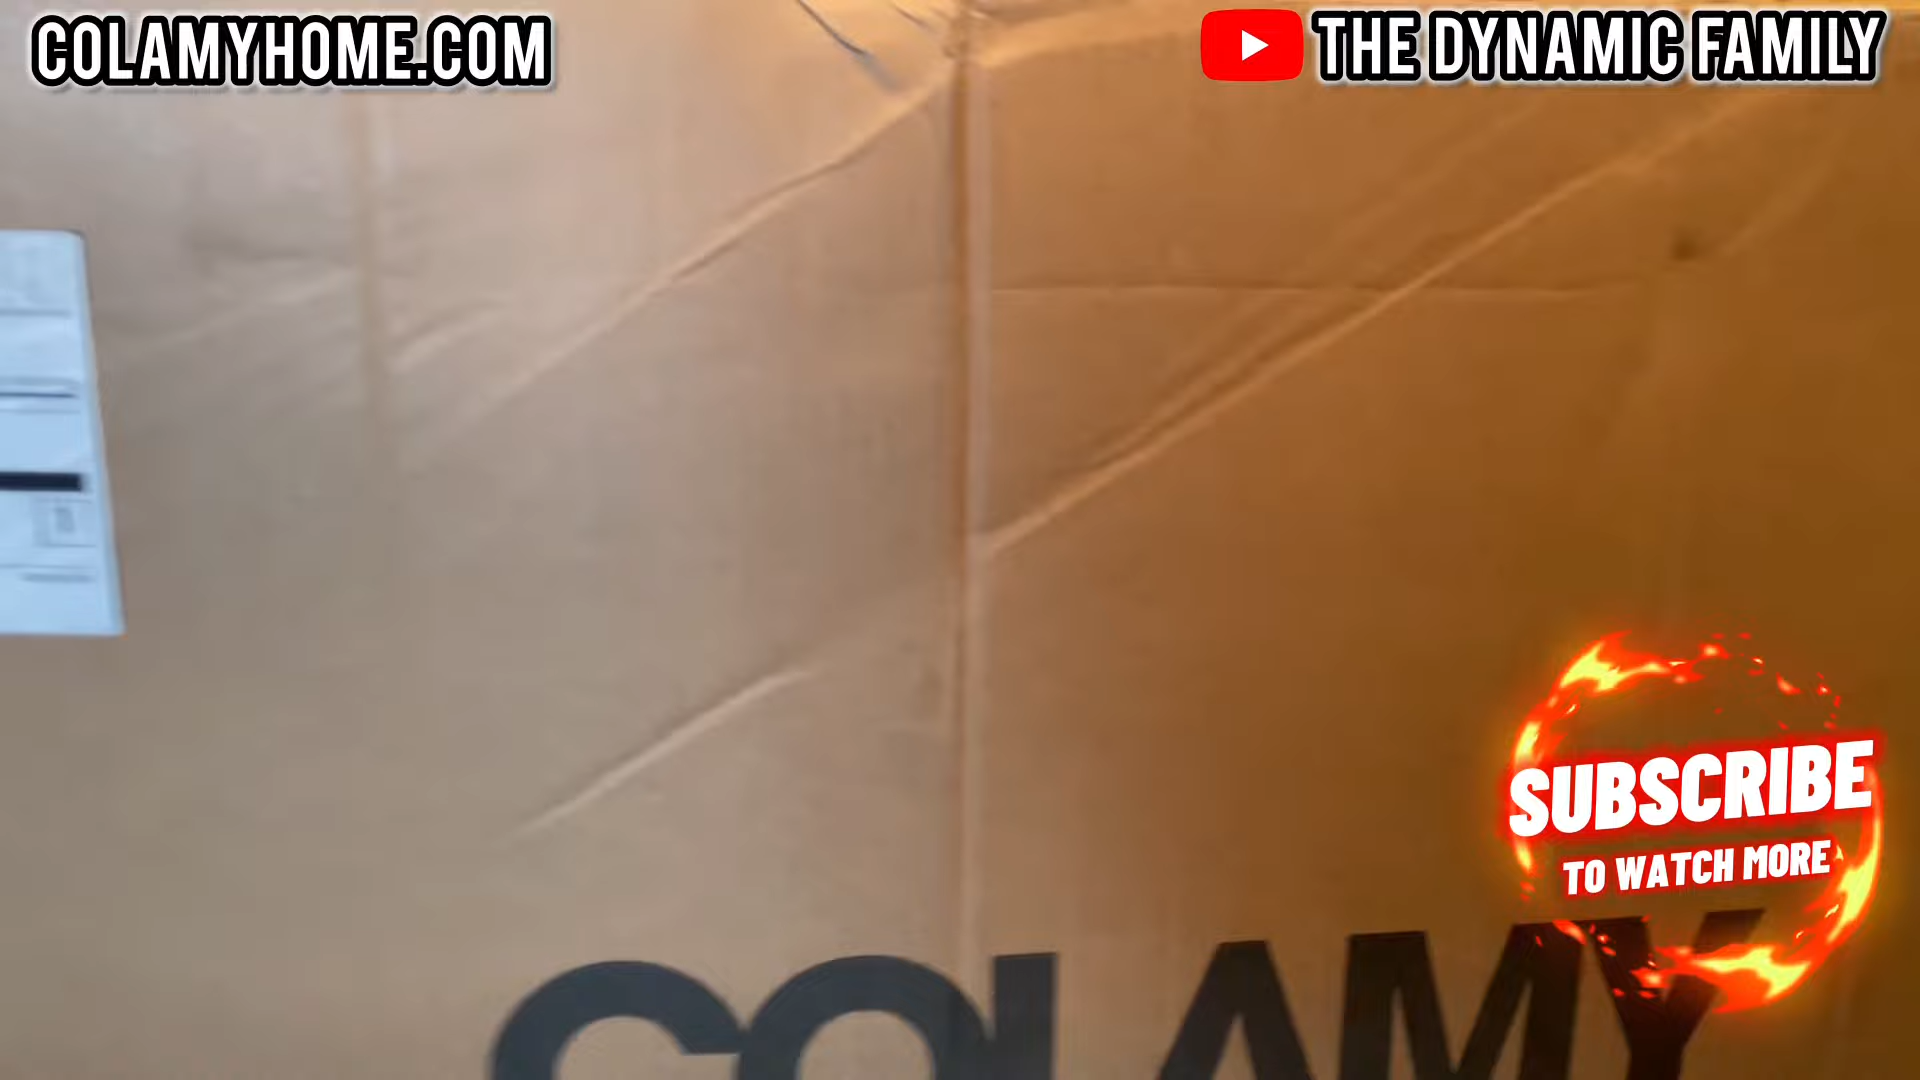 COLAMYHOME.COM
THE DYNAMIC FAMILY
SUBSCRIBE
TO WATCH MORE
COLAMY